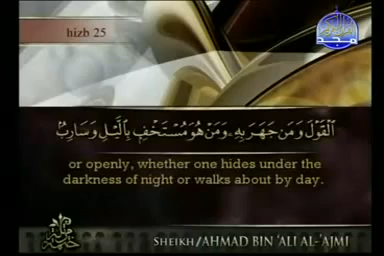 hizb 25
المجد
ٱلْقَوْلَ وَمَن جَهَرَ بِهِۦ وَمَنْ هُوَ مُسْتَخْفٍۭ بِٱلَّيْلِ وَسَارِبٌۢ
or openly, whether one hides under the
darkness of night or walks about by day.
SHEIKH/AHMAD BIN 'ALI AL-'AJMI